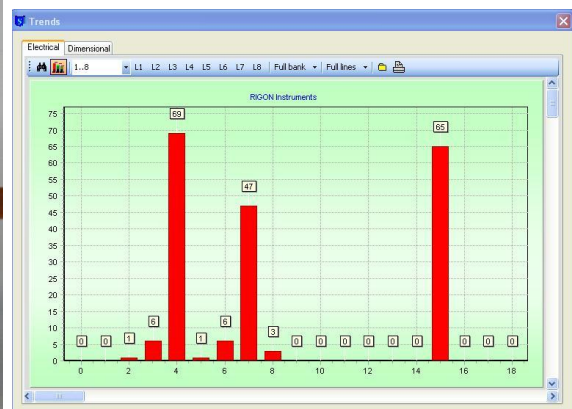 Trends
Electrical Dimensional
1..8 L1 L2 L3 L4 L5 L6 L7 L8 Full bank Full lines
RIGON Instruments
75
70
65
60
55
50
45
40
35
30
25
20
15
10
5
0
0 0 1 6 69 1 6 47 3 0 0 0 0 0 0 65 0 0 0
0 2 4 6 8 10 12 14 16 18